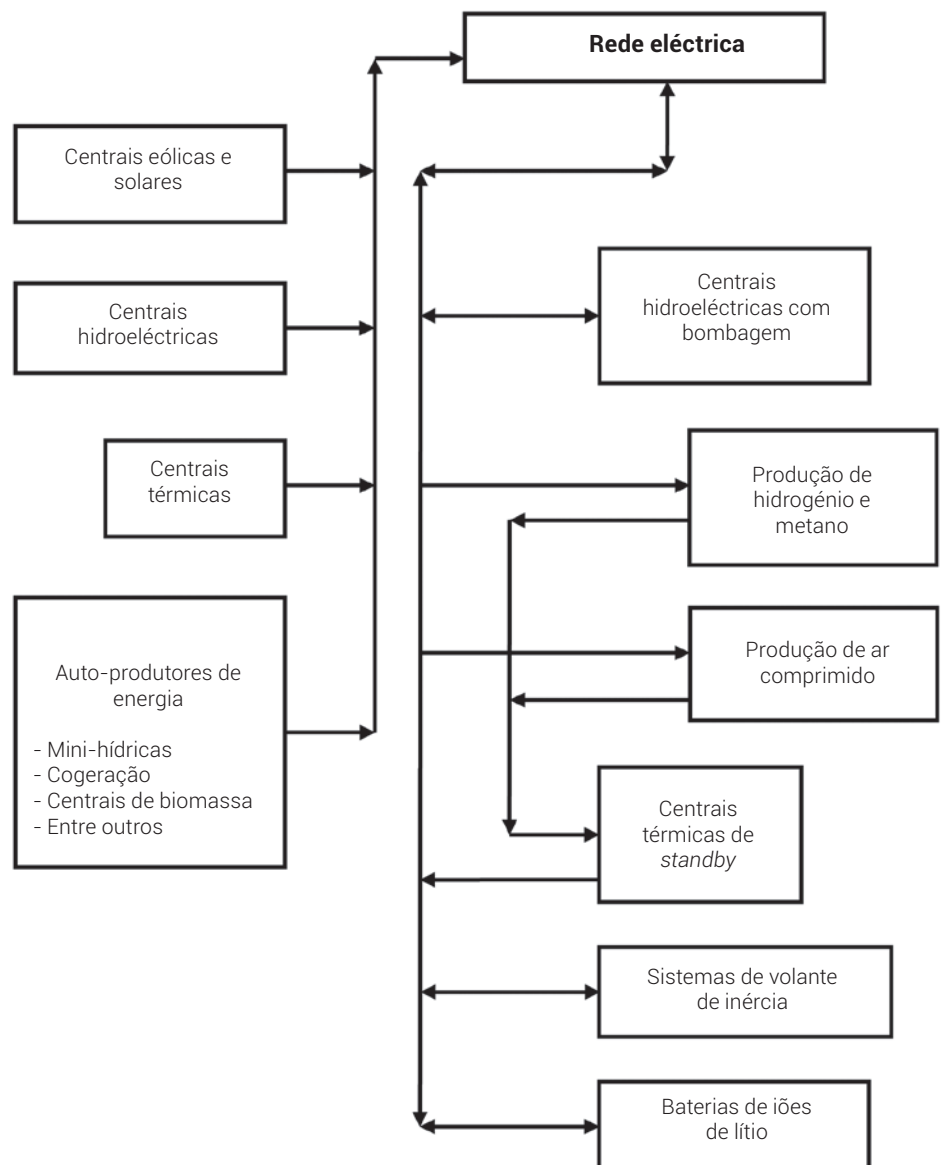 Rede eléctrica
Centrais eólicas e
solares
Centrais
hidroeléctricas
Centrais
térmicas
Auto-produtores de
energia
- Mini-hídricas
- Cogeração
- Centrais de biomassa
- Entre outros
Centrais
hidroeléctricas com
bombagem
Produção de
hidrogénio e
metano
Produção de ar
comprimido
Centrais
térmicas de
standby
Sistemas de volante
de inércia
Baterias de iões
de lítio